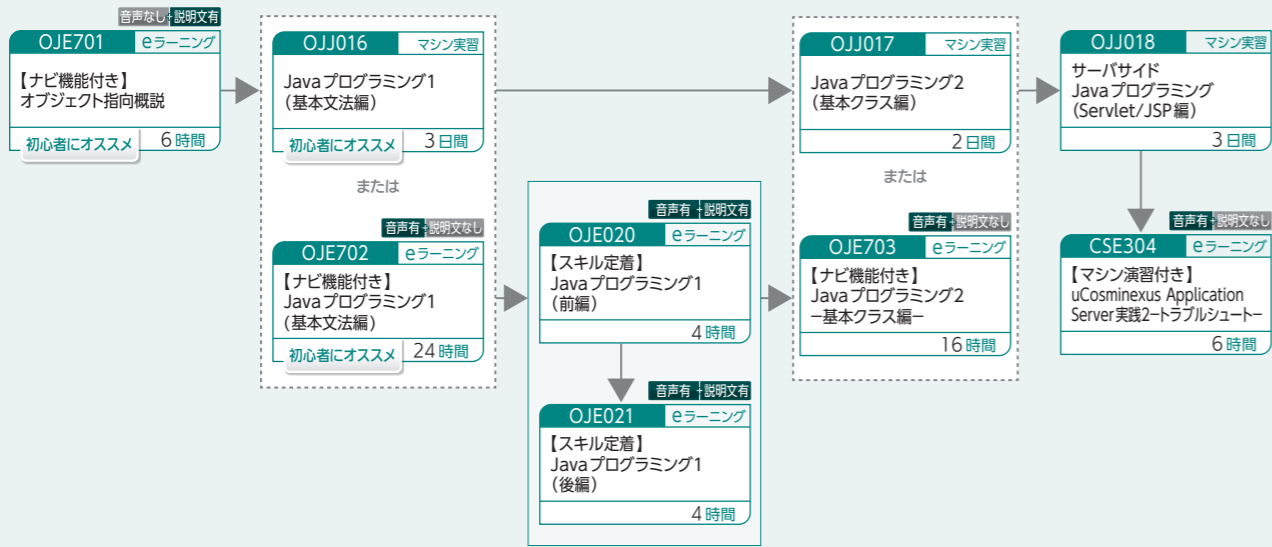 音声なし 説明文有
OJE701 eラーニング
【ナビ機能付き】
オブジェクト指向概説
初心者にオススメ 6時間
OJJ016 マシン実習
Javaプログラミング1
(基本文法編)
初心者にオススメ 3日間
または
音声有 説明文なし
OJE702 eラーニング
【ナビ機能付き】
Javaプログラミング1
(基本文法編)
初心者にオススメ 24時間
音声有 説明文有
OJE020 eラーニング
【スキル定着】
Javaプログラミング1
(前編)
4時間
音声有 説明文有
OJE021 eラーニング
【スキル定着】
Javaプログラミング1
(後編)
4時間
OJJ017 マシン実習
Javaプログラミング2
(基本クラス編)
2日間
または
音声有 説明文なし
OJE703 eラーニング
【ナビ機能付き】
Javaプログラミング2
−基本クラス編−
16時間
OJJ018 マシン実習
サーバサイド
Javaプログラミング
(Servlet/JSP編)
3日間
音声有 説明文なし
CSE304 eラーニング
【マシン演習付き】
uCosminexus Application
Server実践2−トラブルシュート−
6時間